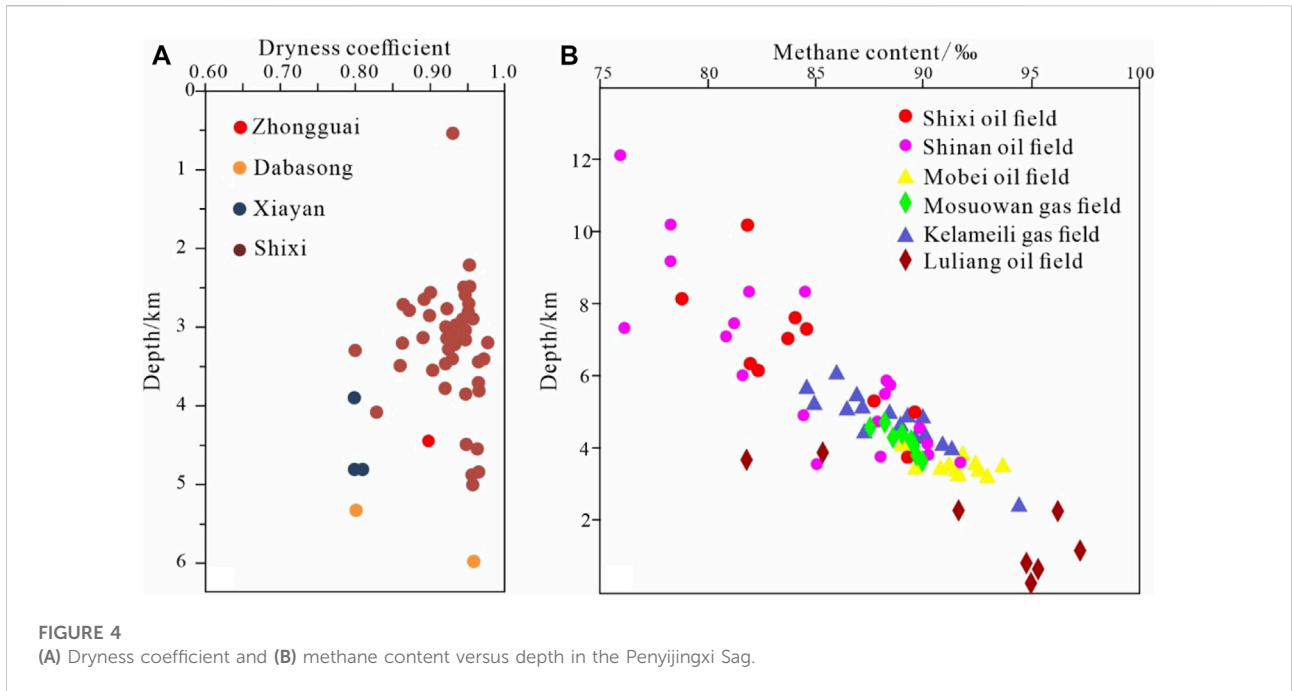 A
Dryness coefficient
0.60 0.70 0.80 0.90 1.0
0
1
2
3
4
5
6
Depth/km
Zhongguai
Dabasong
Xiayan
Shixi
B
Methane content/‰
75 80 85 90 95 100
12
10
8
6
4
2
Depth/km
Shixi oil field
Shinan oil field
Mobei oil field
Mosuowan gas field
Kelameili gas field
Luliang oil field
FIGURE 4
(A) Dryness coefficient and (B) methane content versus depth in the Penyijingxi Sag.